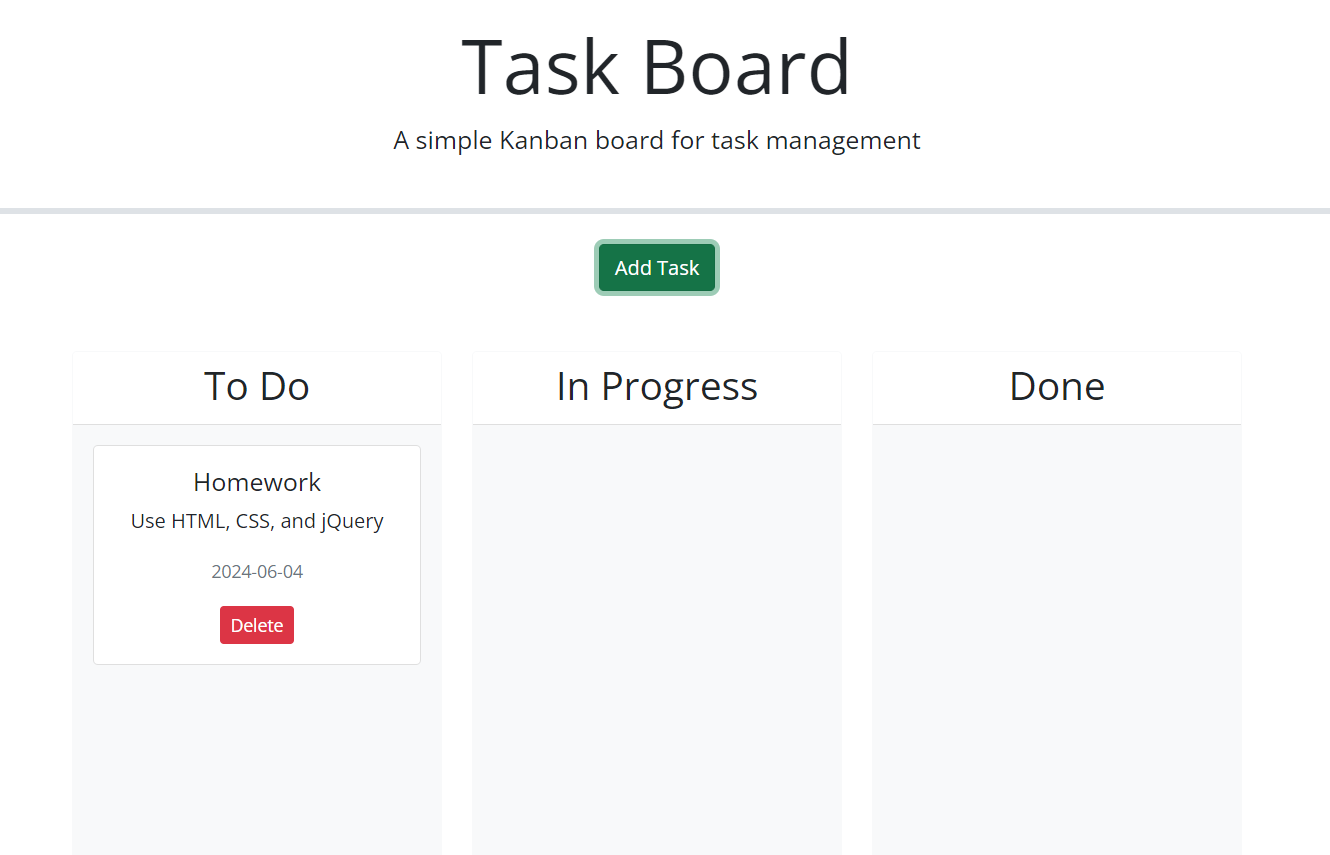 Task Board
A simple Kanban board for task management
Add Task
To Do
In Progress
Done
Homework
Use HTML, CSS, and jQuery
2024-06-04
Delete